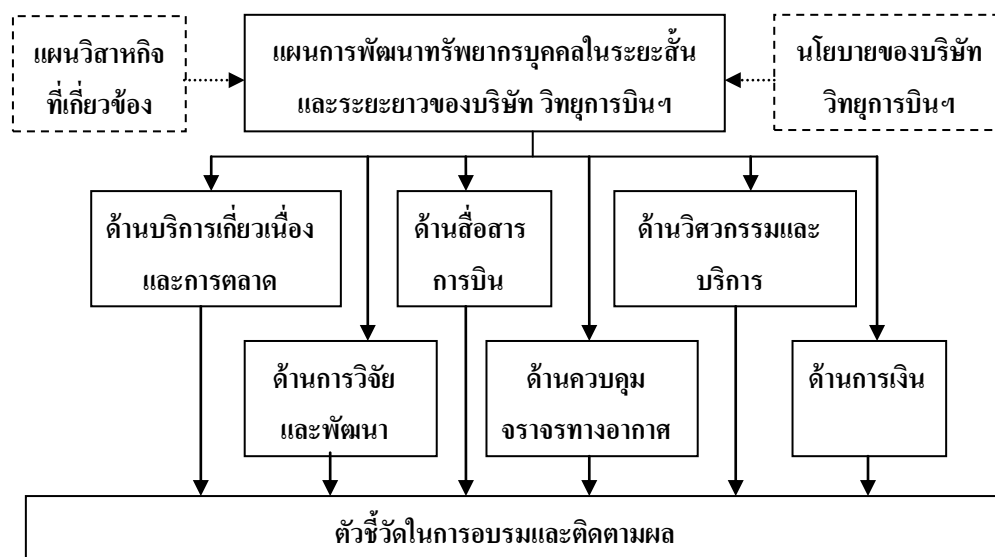 แผนวิสาหกิจ
ที่เกี่ยวข้อง
แผนการพัฒนาทรัพยากรบุคคลในระยะสั้น
และระยะยาวของบริษัท วิทยุการบินฯ
นโยบายของบริษัท
วิทยุการบินฯ
ด้านบริการเกี่ยวเนื่อง
และการตลาด
ด้านสื่อสาร
การบิน
ด้านวิศวกรรมและ
บริการ
ด้านการวิจัย
และพัฒนา
ด้านควบคุม
จราจรทางอากาศ
ด้านการเงิน
ตัวชี้วัดในการอบรมและติดตามผล